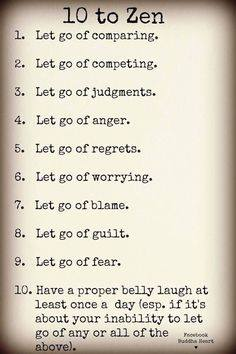 10 to Zen
1. Let go of comparing.
2. Let go of competing.
3. Let go of judgments.
4. Let go of anger.
5. Let go of regrets.
6. Let go of worrying.
7. Let go of blame.
8. Let go of guilt.
9. Let go of fear.
10. Have a proper belly laugh at
least once a day (esp. if it's
about your inability to let
go of any or all of the
above).
Facebook
Buddha Heart